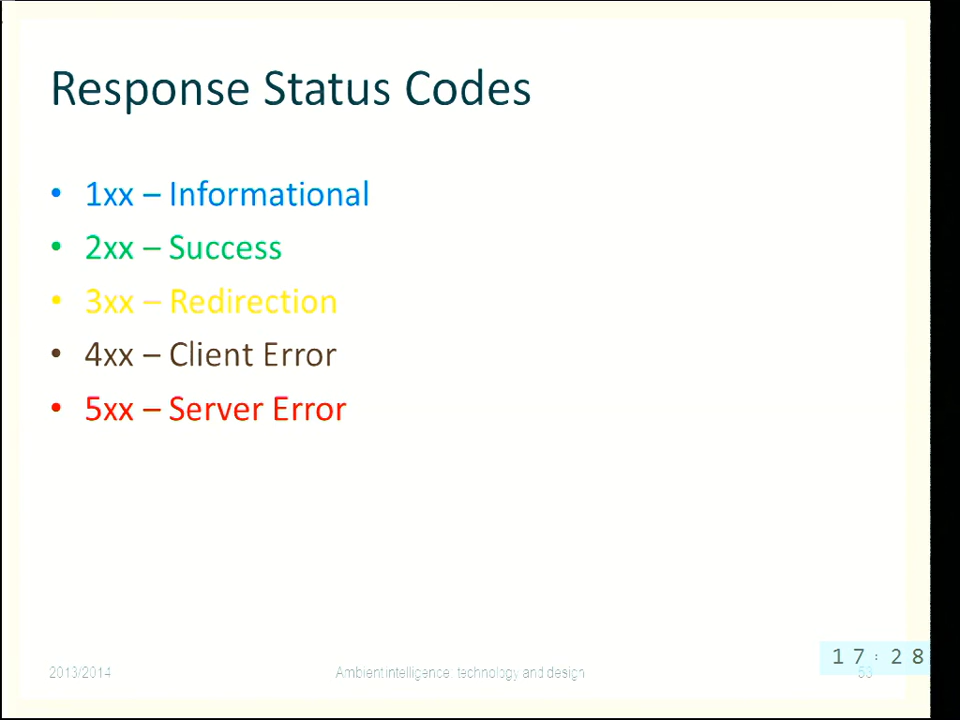 Response Status Codes
• 1xx – Informational
• 2xx – Success
• 3xx – Redirection
• 4xx – Client Error
• 5xx – Server Error
17:28
2013/2014
Ambient intelligence: technology and design
53